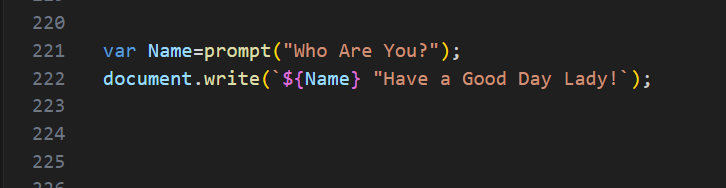 220
221 var Name=prompt("Who Are You?");
222 document.write(`${Name} "Have a Good Day Lady!`);
223
224
225